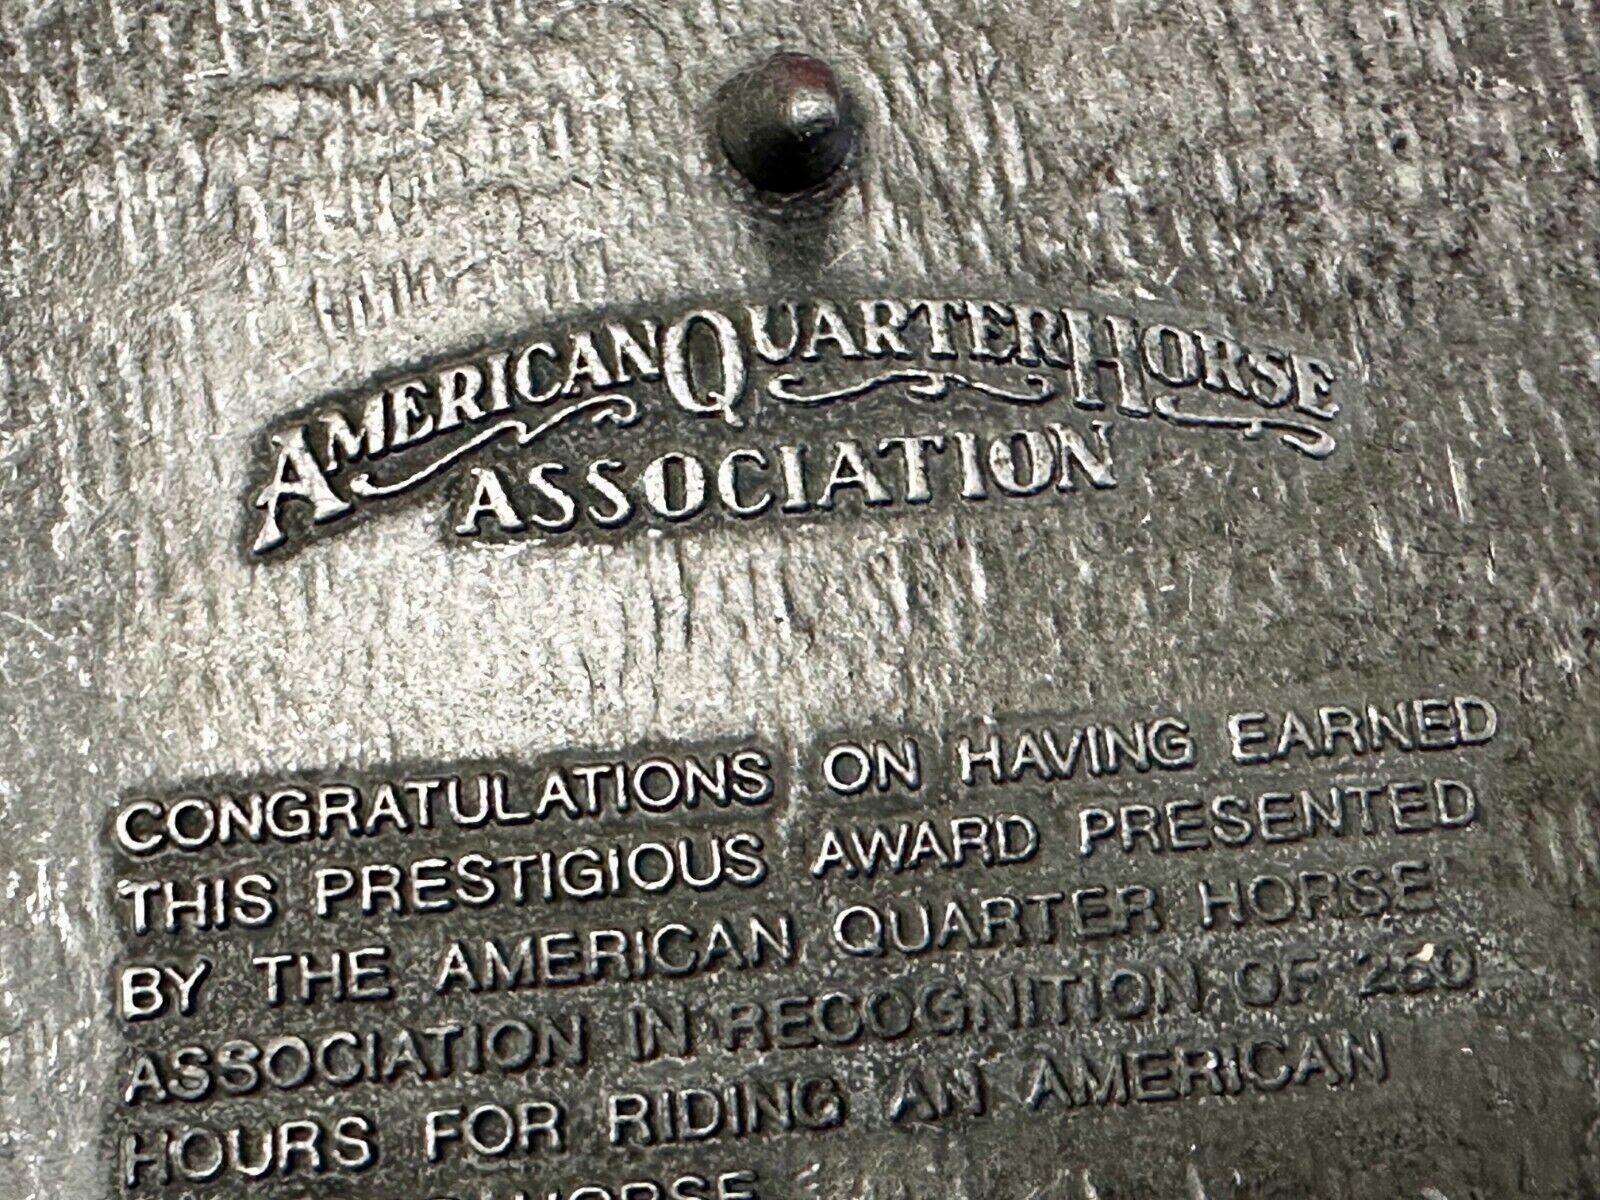 AMERICAN QUARTER HORSE
ASSOCIATION
CONGRATULATIONS ON HAVING EARNED
THIS PRESTIGIOUS AWARD PRESENTED
BY THE AMERICAN QUARTER HORSE
ASSOCIATION IN RECOGNITION OF 250
HOURS FOR RIDING AN AMERICAN
HORSE